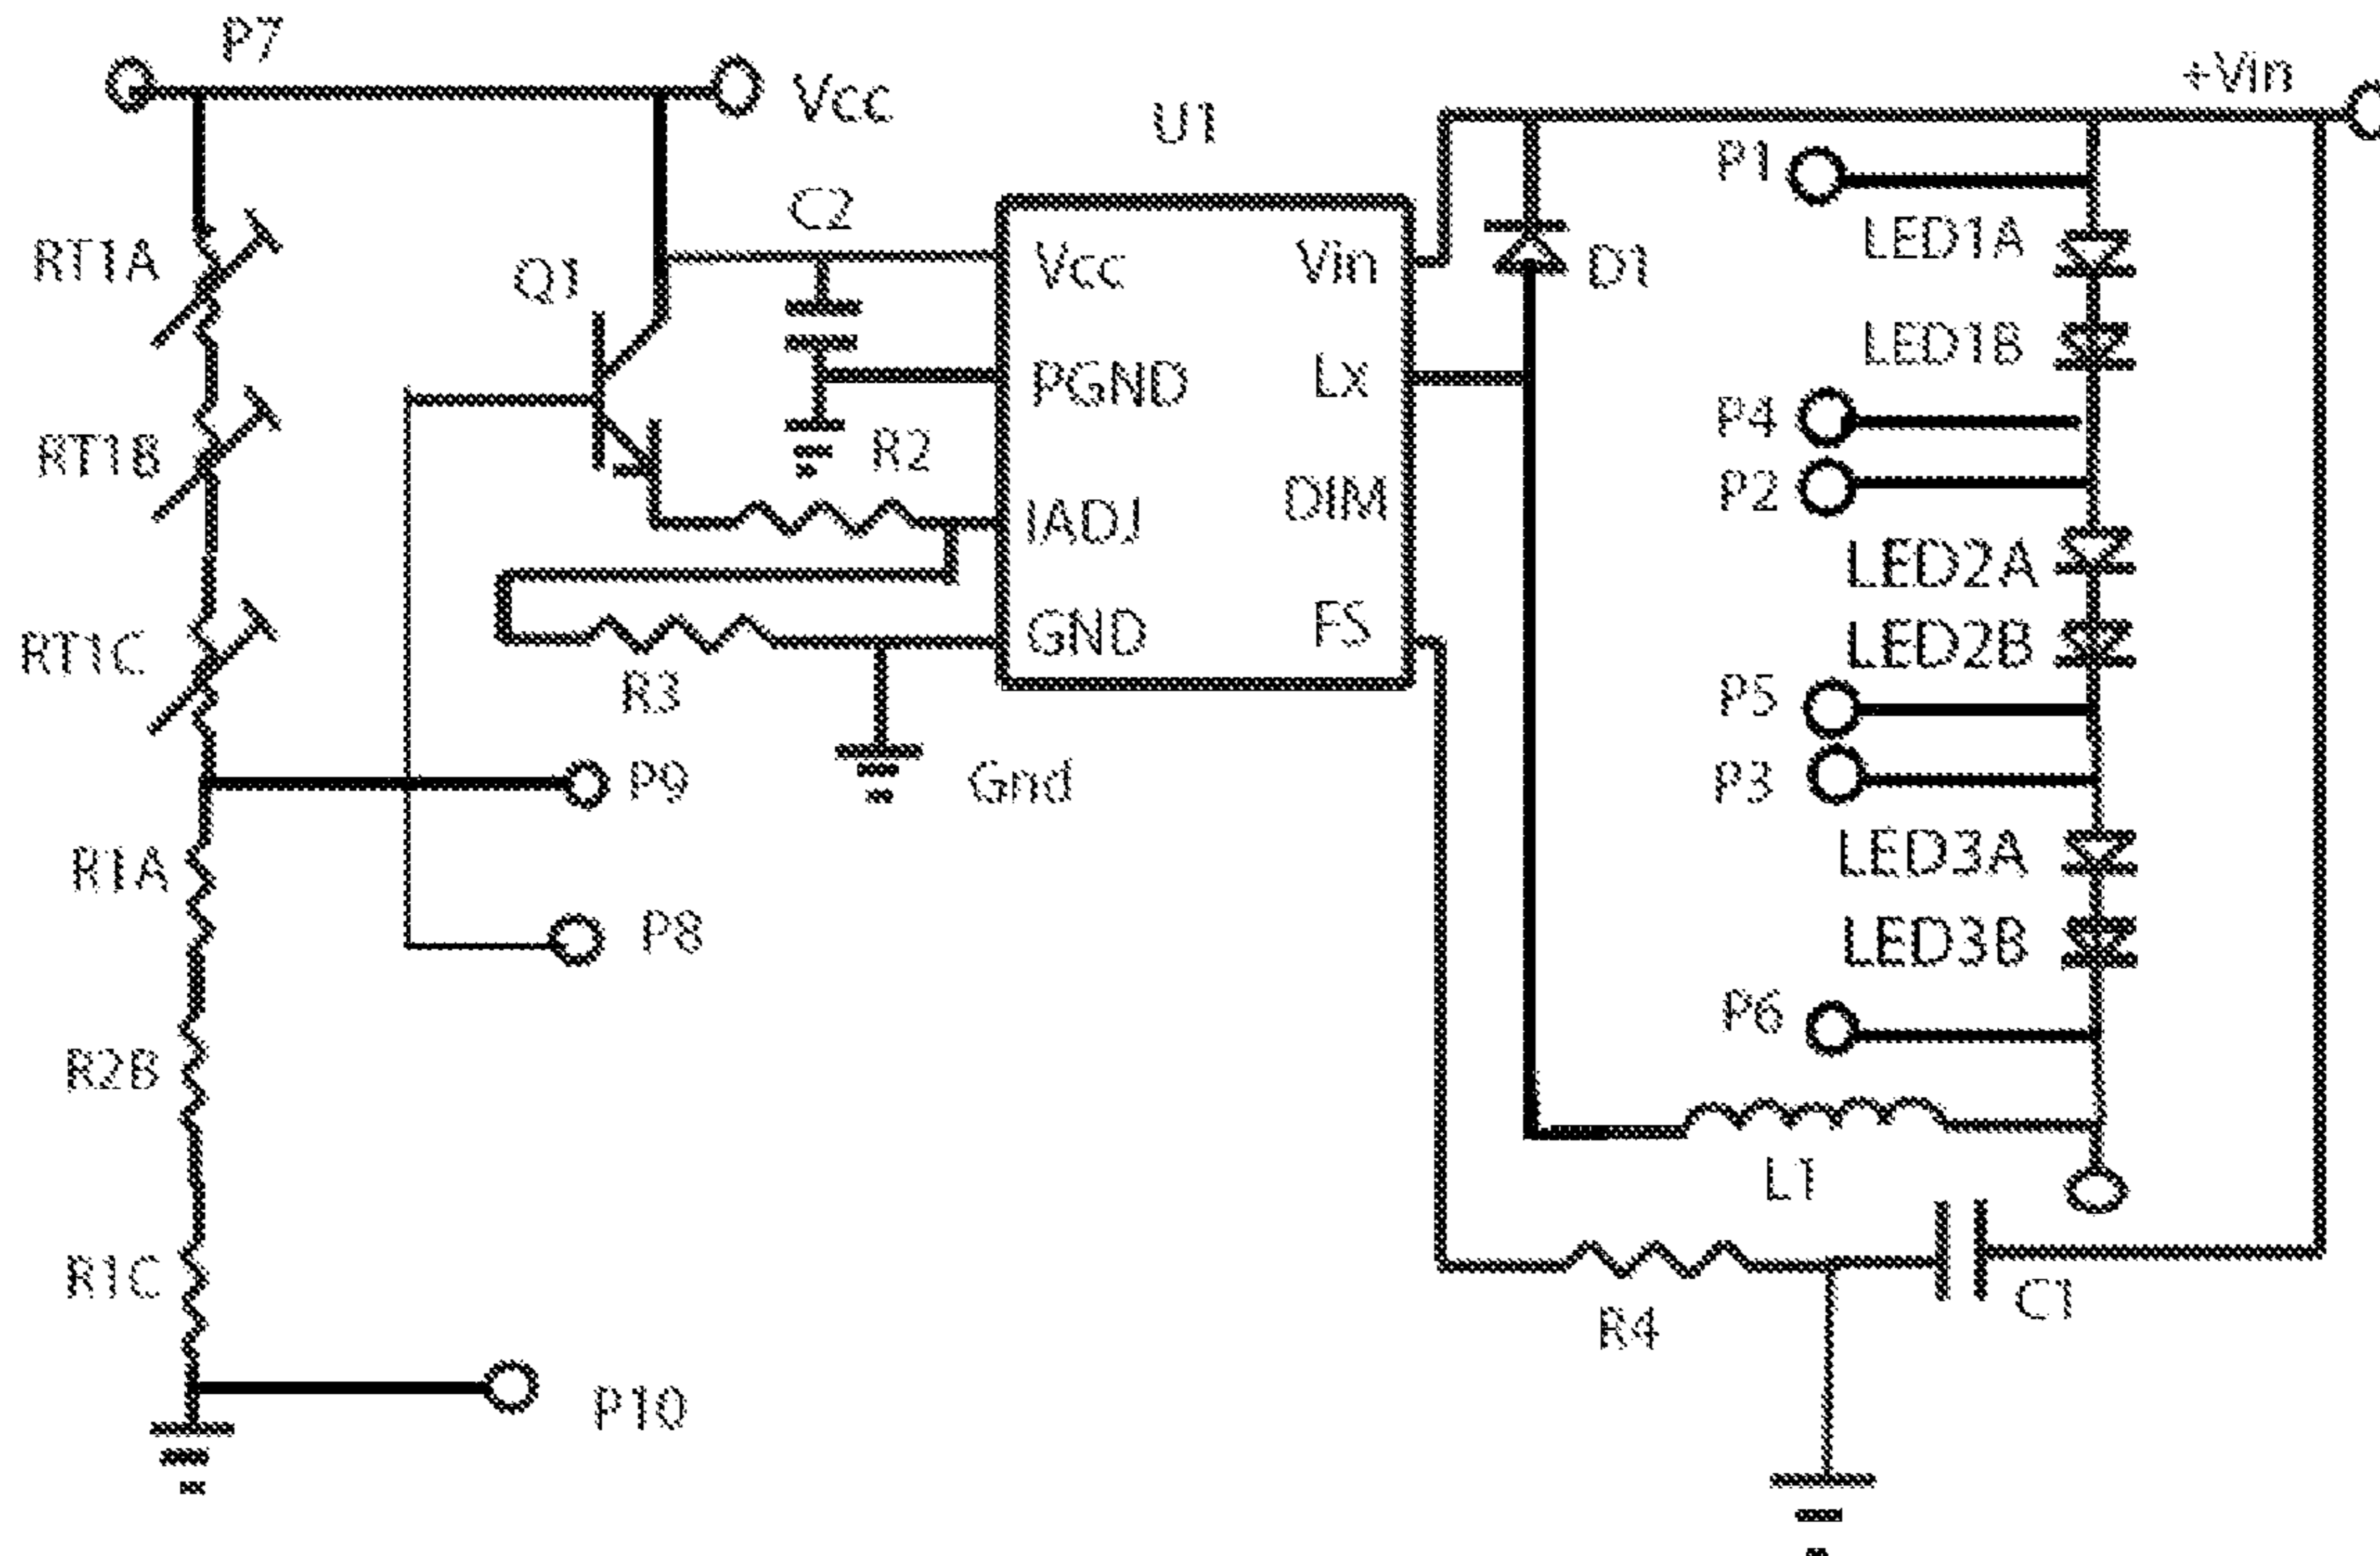 P7
Vcc
U1
+Vin
P1
C2
LED1A
RT1A
Q1
Vcc
Vin
D1
LED1B
PGND
Lx
P4
RT1B
R2
P2
IADJ
DIM
LED2A
GND
FS
LED2B
RT1C
R3
P5
P9
Gnd
P3
R1A
LED3A
P8
LED3B
P6
R2B
L1
R1C
C1
R4
P10